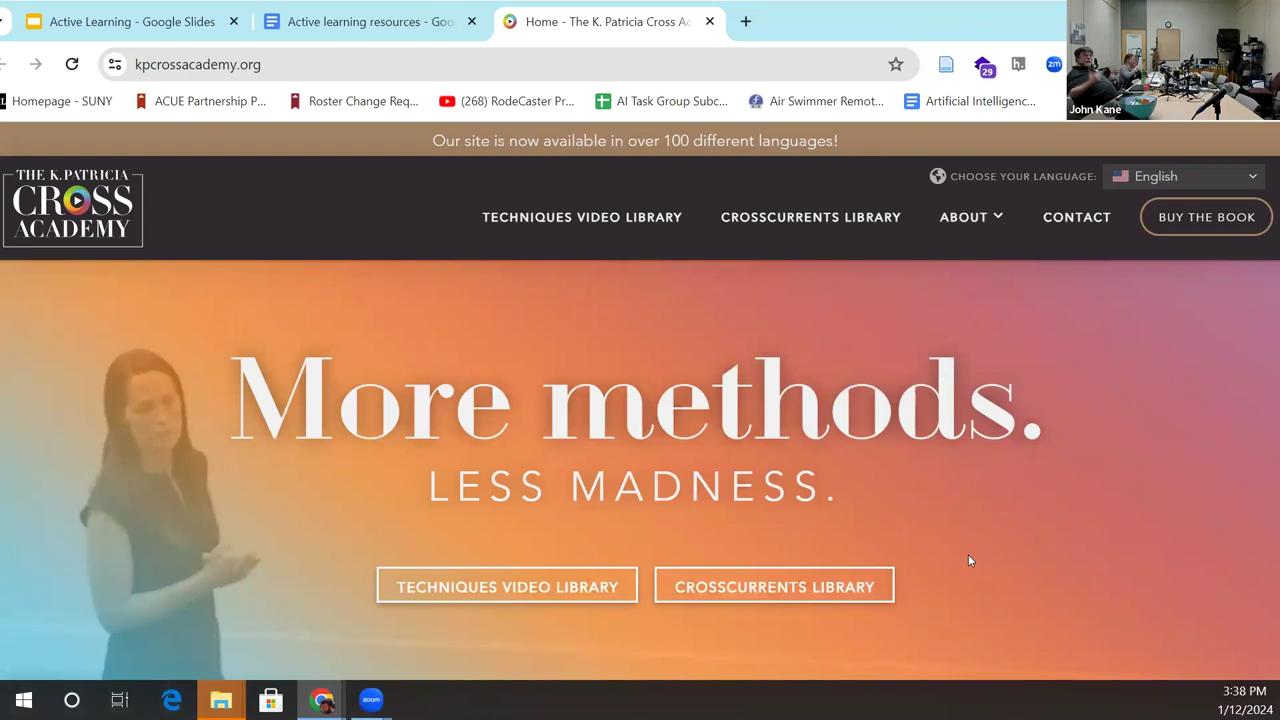 Active Learning - Google Slides
Active learning resources - Goo
Home - The K. Patricia Cross Ac
kpcrossacademy.org
29
h.
zm
Homepage - SUNY
ACUE Partnership P...
Roster Change Req...
(268) RodeCaster Pr...
AI Task Group Subc...
Air Swimmer Remot...
Artificial Intelligenc...
John Kane
Our site is now available in over 100 different languages!
THE K. PATRICIA
CROSS
ACADEMY
CHOOSE YOUR LANGUAGE:
English
TECHNIQUES VIDEO LIBRARY
CROSSCURRENTS LIBRARY
ABOUT
CONTACT
BUY THE BOOK
More methods.
LESS MADNESS.
TECHNIQUES VIDEO LIBRARY
CROSSCURRENTS LIBRARY
zoom
3:38 PM
1/12/2024